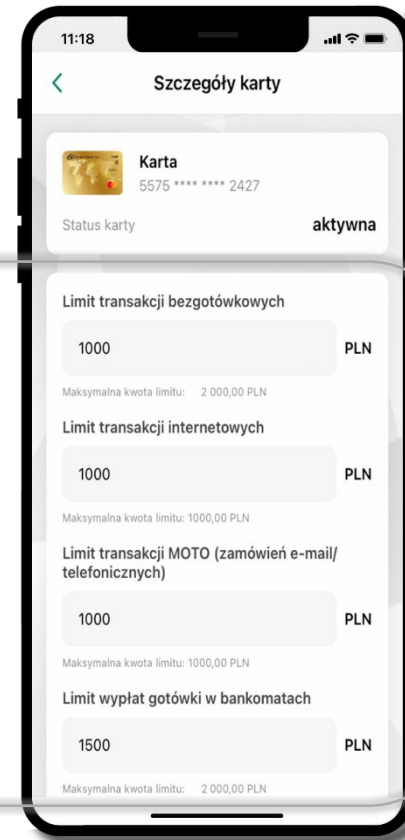 11:18
Szczegóły karty
Karta
5575 **** **** 2427
Status karty aktywna
Limit transakcji bezgotówkowych
1000 PLN
Maksymalna kwota limitu: 2 000,00 PLN
Limit transakcji internetowych
1000 PLN
Maksymalna kwota limitu: 1000,00 PLN
Limit transakcji MOTO (zamówień e-mail/
telefonicznych)
1000 PLN
Maksymalna kwota limitu: 1000,00 PLN
Limit wypłat gotówki w bankomatach
1500 PLN
Maksymalna kwota limitu: 2 000,00 PLN